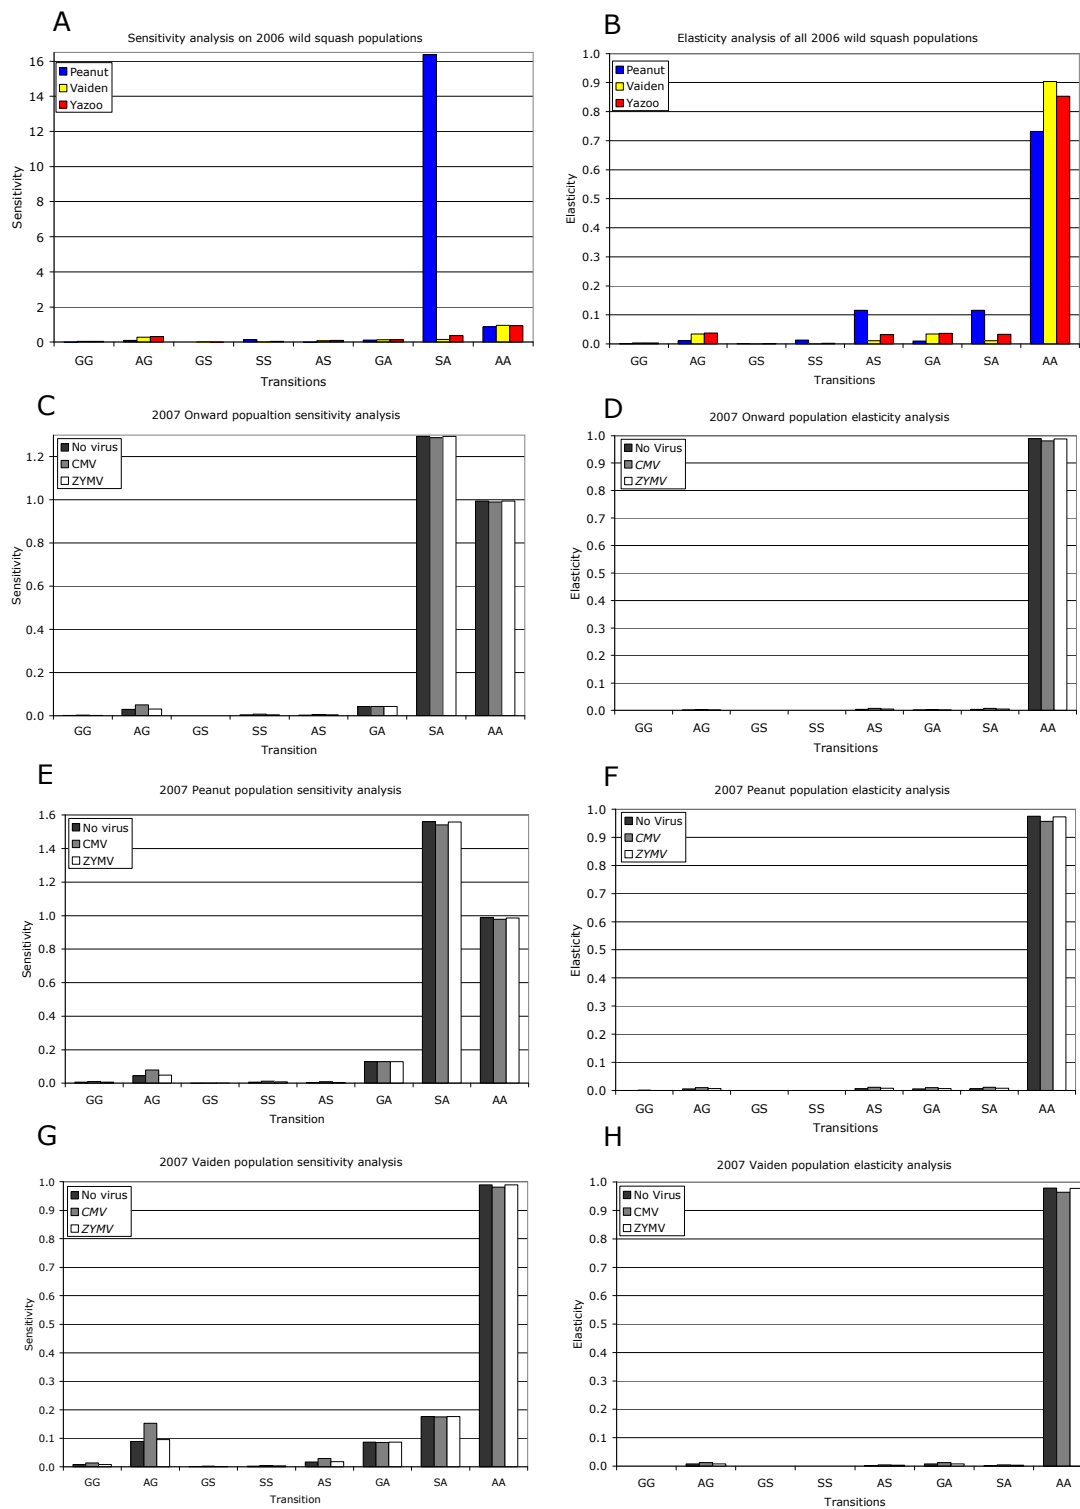 A
Sensitivity analysis on 2006 wild squash populations
Peanut
Vaiden
Yazoo
16
14
12
10
8
6
4
2
0
Sensitivity
GG AG GS SS AS GA SA AA
Transitions
B
Elasticity analysis of all 2006 wild squash populations
Peanut
Vaiden
Yazoo
1.0
0.9
0.8
0.7
0.6
0.5
0.4
0.3
0.2
0.1
0.0
Elasticity
GG AG GS SS AS GA SA AA
Transitions
C
2007 Onward popualtion sensitivity analysis
No virus
CMV
ZYMV
1.2
1.0
0.8
0.6
0.4
0.2
0.0
Sensitivity
GG AG GS SS AS GA SA AA
Transition
D
2007 Onward population elasticity analysis
No Virus
CMV
ZYMV
1.0
0.9
0.8
0.7
0.6
0.5
0.4
0.3
0.2
0.1
0.0
Elasticity
GG AG GS SS AS GA SA AA
Transitions
E
2007 Peanut population sensitivity analysis
No virus
CMV
ZYMV
1.6
1.4
1.2
1.0
0.8
0.6
0.4
0.2
0.0
Sensitivity
GG AG GS SS AS GA SA AA
Transition
F
2007 Peanut population elasticity analysis
No Virus
CMV
ZYMV
1.0
0.9
0.8
0.7
0.6
0.5
0.4
0.3
0.2
0.1
0.0
Elasticity
GG AG GS SS AS GA SA AA
Transitions
G
2007 Vaiden population sensitivity analysis
No virus
CMV
ZYMV
1.0
0.9
0.8
0.7
0.6
0.5
0.4
0.3
0.2
0.1
0.0
Sensitivity
GG AG GS SS AS GA SA AA
Transition
H
2007 Vaiden population elasticity analysis
No Virus
CMV
ZYMV
1.0
0.9
0.8
0.7
0.6
0.5
0.4
0.3
0.2
0.1
0.0
Elasticity
GG AG GS SS AS GA SA AA
Transitions